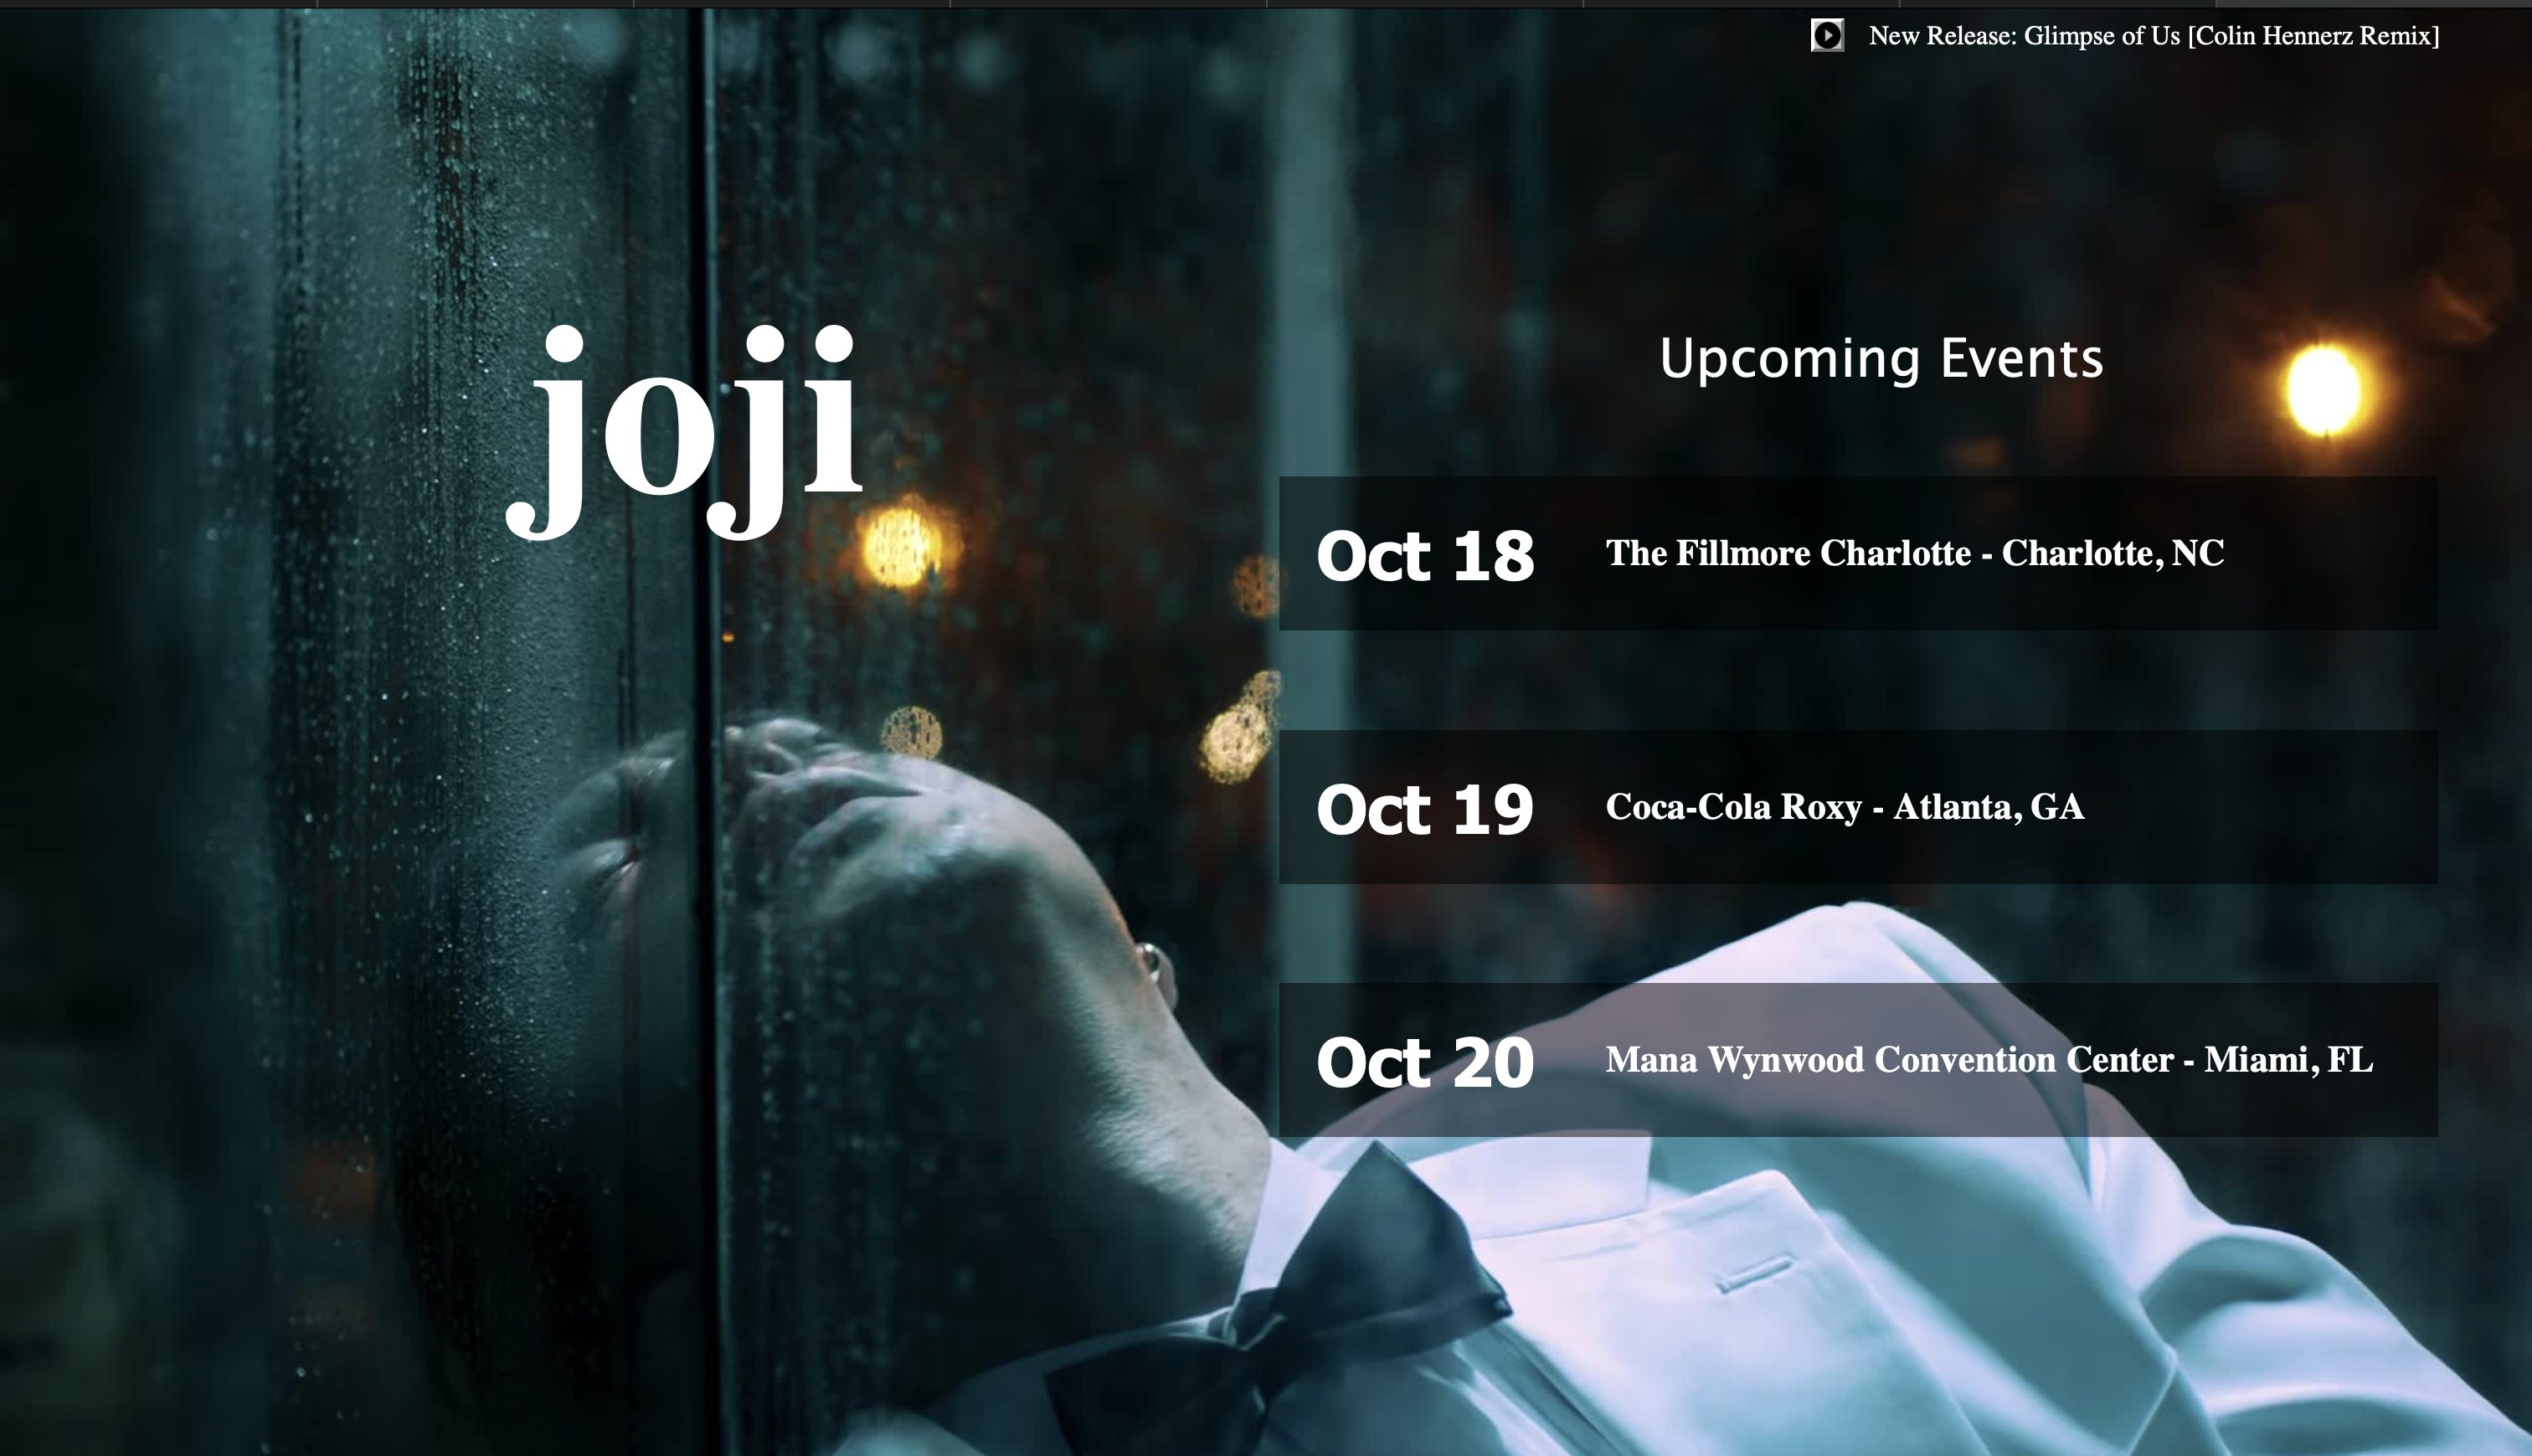 New Release: Glimpse of Us [Colin Hennerz Remix]
joji
Upcoming Events
Oct 18 The Fillmore Charlotte - Charlotte, NC
Oct 19 Coca-Cola Roxy - Atlanta, GA
Oct 20 Mana Wynwood Convention Center - Miami, FL